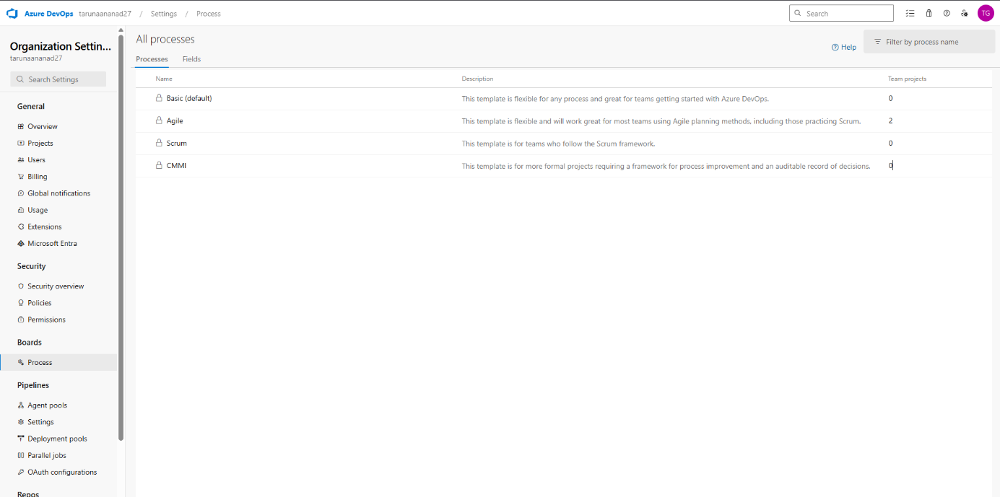 Azure DevOps tarunaananad27 / Settings / Process
Search
TG
Organization Settin...
tarunaananad27
Search Settings
General
Overview
Projects
Users
Billing
Global notifications
Usage
Extensions
Microsoft Entra
Security
Security overview
Policies
Permissions
Boards
Process
Pipelines
Agent pools
Settings
Deployment pools
Parallel jobs
OAuth configurations
Repos
All processes
Help
Filter by process name
Processes Fields
Name Description Team projects
Basic (default) This template is flexible for any process and great for teams getting started with Azure DevOps. 0
Agile This template is flexible and will work great for most teams using Agile planning methods, including those practicing Scrum. 2
Scrum This template is for teams who follow the Scrum framework. 0
CMMI This template is for more formal projects requiring a framework for process improvement and an auditable record of decisions. 0